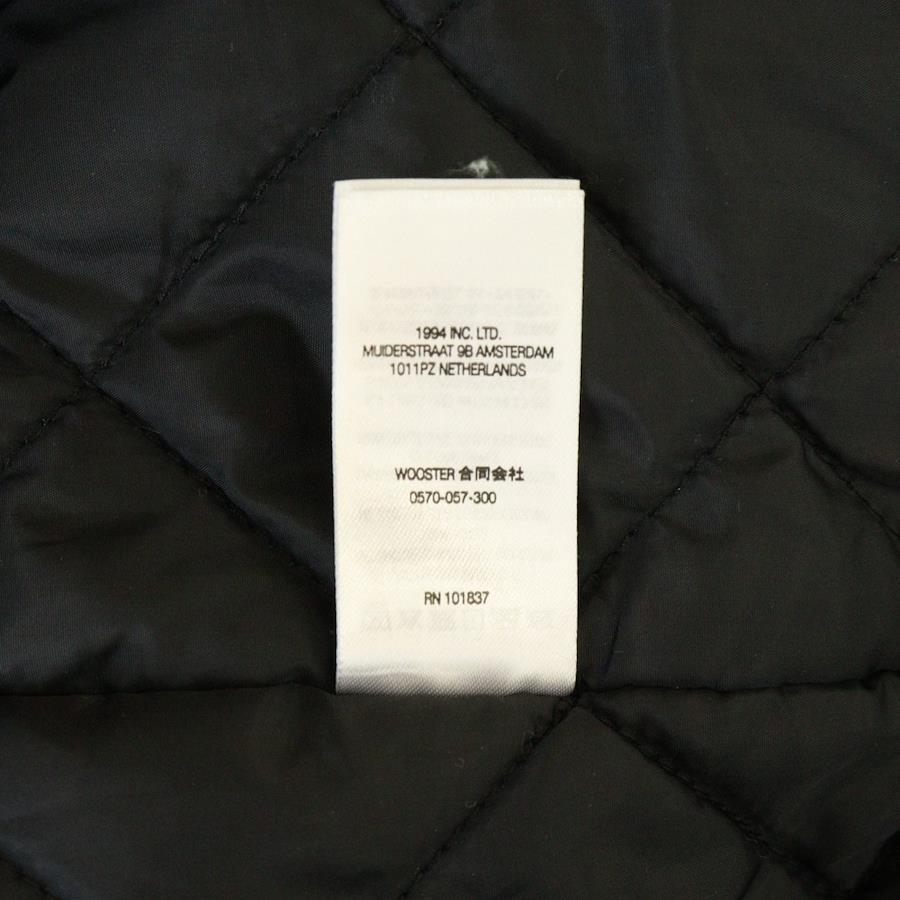 1994 INC. LTD.
MUIDERSTRAAT 9B AMSTERDAM
1011PZ NETHERLANDS
WOOSTER 合同会社
0570-057-300
RN 101837